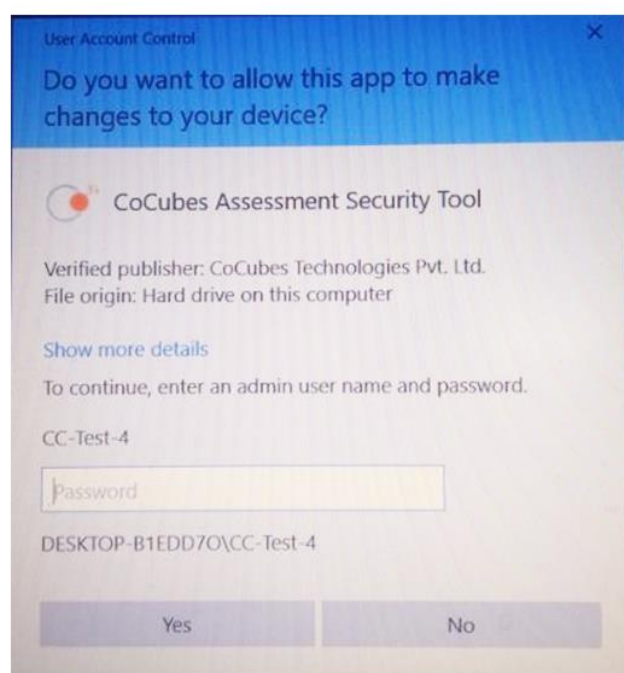 User Account Control
Do you want to allow this app to make
changes to your device?
CoCubes Assessment Security Tool
Verified publisher: CoCubes Technologies Pvt. Ltd.
File origin: Hard drive on this computer
Show more details
To continue, enter an admin user name and password.
CC-Test-4
Password
DESKTOP-B1EDD7O\CC-Test-4
Yes
No